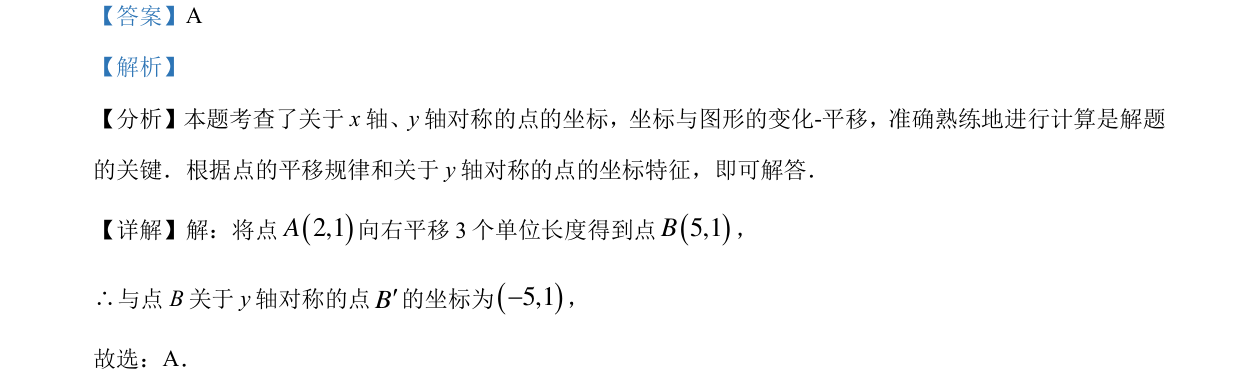 【答案】A
【解析】
【分析】本题考查了关于 x 轴、y 轴对称的点的坐标，坐标与图形的变化-平移，准确熟练地进行计算是解题
的关键．根据点的平移规律和关于 y 轴对称的点的坐标特征，即可解答．
【详解】解：将点 A(2,1) 向右平移 3 个单位长度得到点 B(5,1)，
∴与点 B 关于 y 轴对称的点 B′ 的坐标为 (−5,1)，
故选：A．